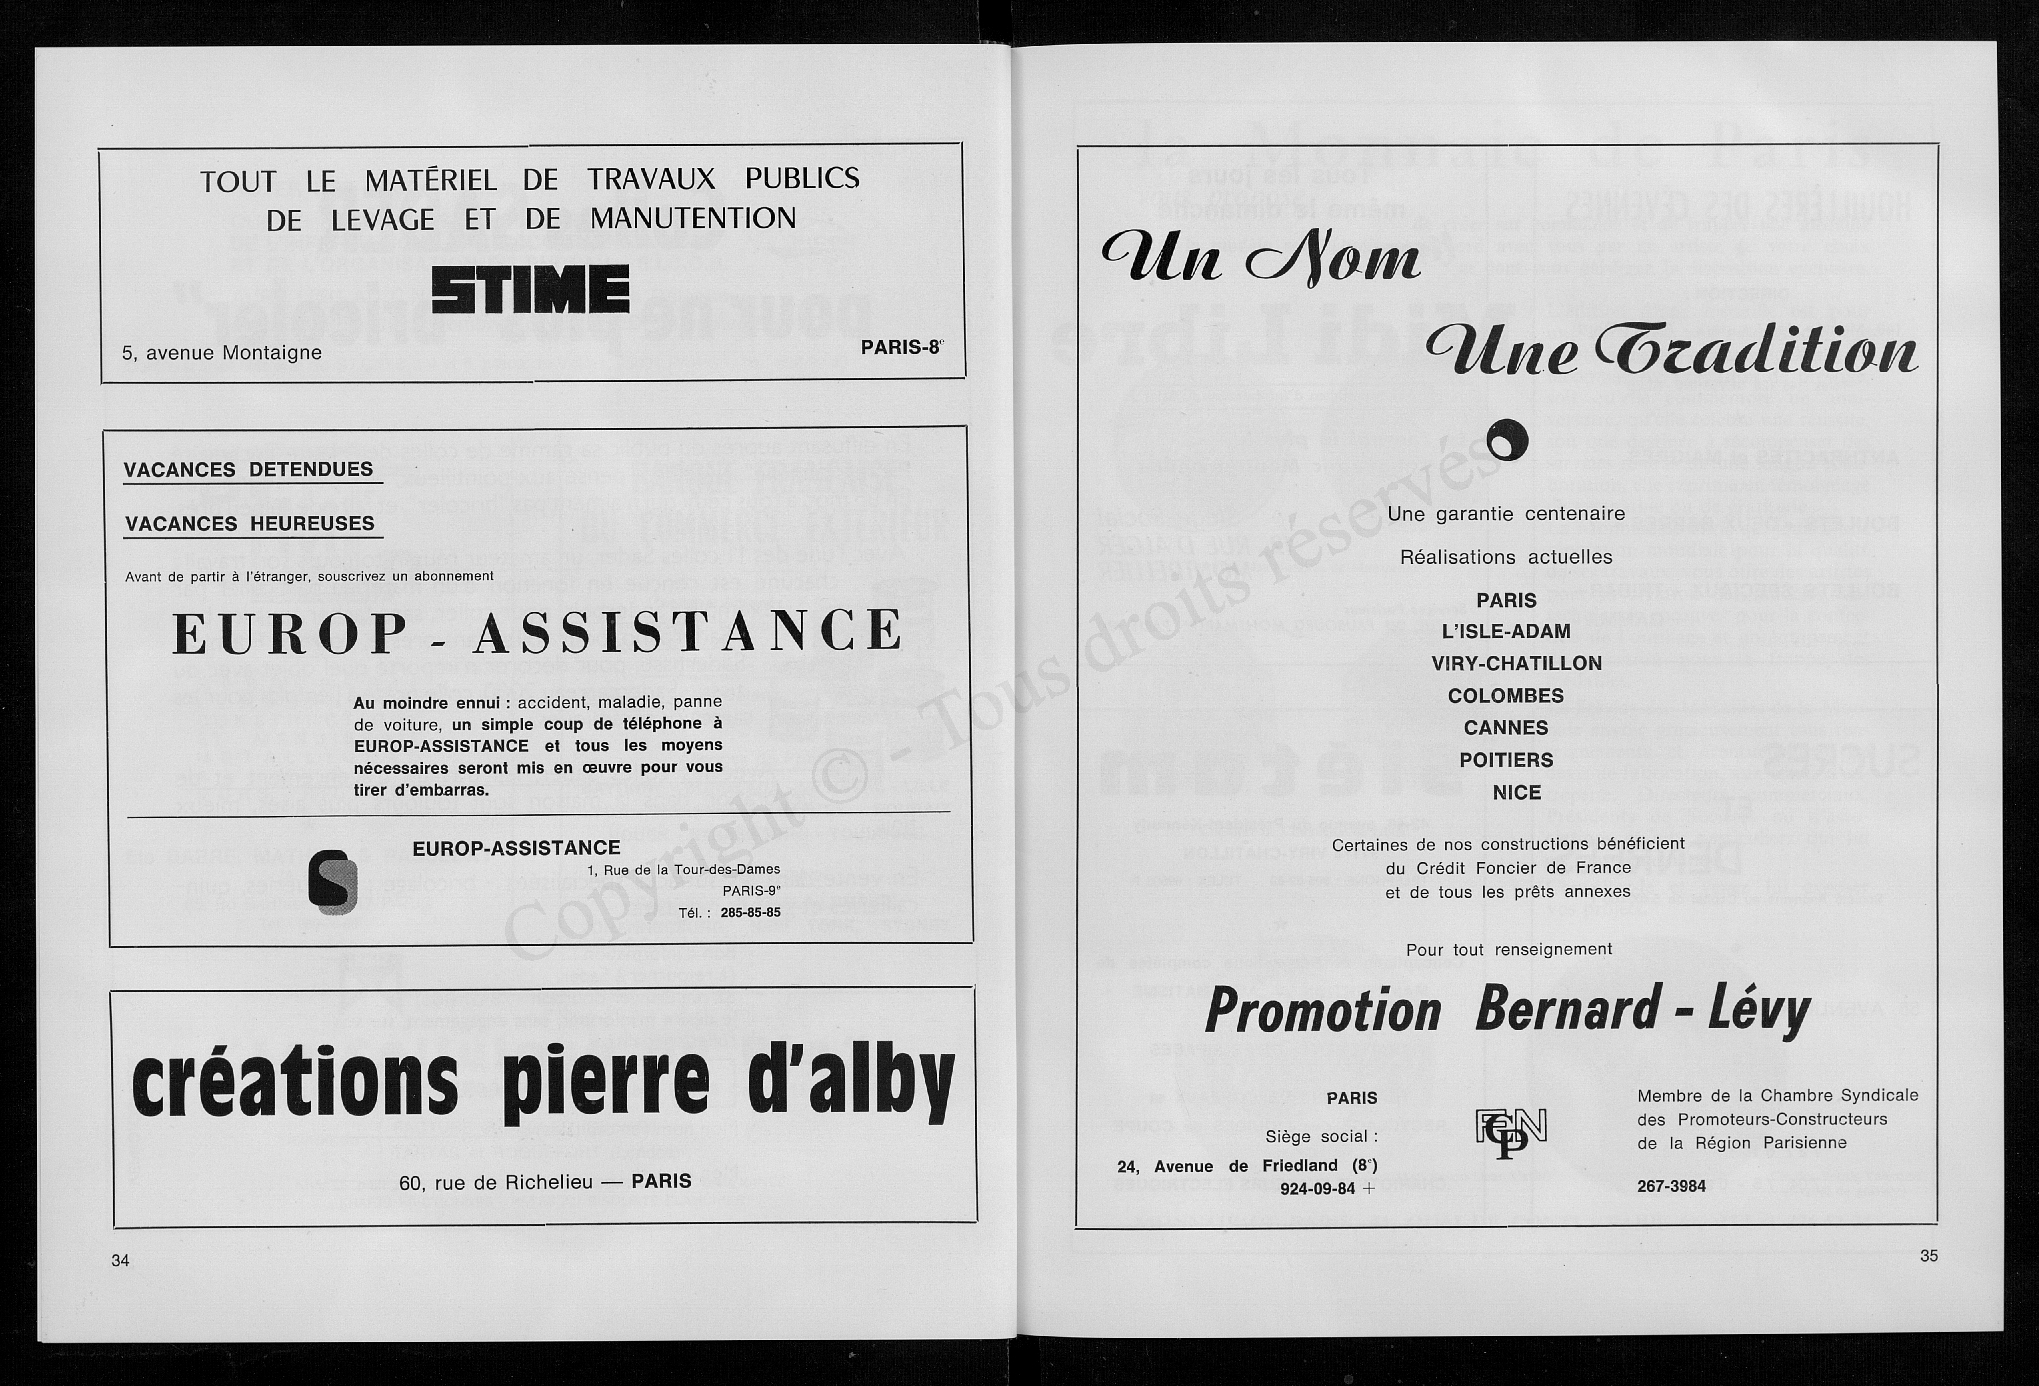 TOUT LE MATÉRIEL DE TRAVAUX PUBLICS
DE LEVAGE ET DE MANUTENTION
STIME
5, avenue Montaigne
PARIS-8e
VACANCES DETENDUES
VACANCES HEUREUSES
Avant de partir à l'étranger, souscrivez un abonnement
EUROP - ASSISTANCE
Au moindre ennui : accident, maladie, panne
de voiture, un simple coup de téléphone à
EUROP-ASSISTANCE et tous les moyens
nécessaires seront mis en œuvre pour vous
tirer d'embarras.
EUROP-ASSISTANCE
1, Rue de la Tour-des-Dames
PARIS-9e
Tél. : 285-85-85
créations pierre d'alby
60, rue de Richelieu — PARIS
34
Un Nom
Une Tradition
Une garantie centenaire
Réalisations actuelles
PARIS
L'ISLE-ADAM
VIRY-CHATILLON
COLOMBES
CANNES
POITIERS
NICE
Certaines de nos constructions bénéficient
du Crédit Foncier de France
et de tous les prêts annexes
Pour tout renseignement
Promotion Bernard - Lévy
PARIS
Siège social :
24, Avenue de Friedland (8e)
924-09-84 +
Membre de la Chambre Syndicale
des Promoteurs-Constructeurs
de la Région Parisienne
267-3984
35
Copyright © - Tous droits réservés